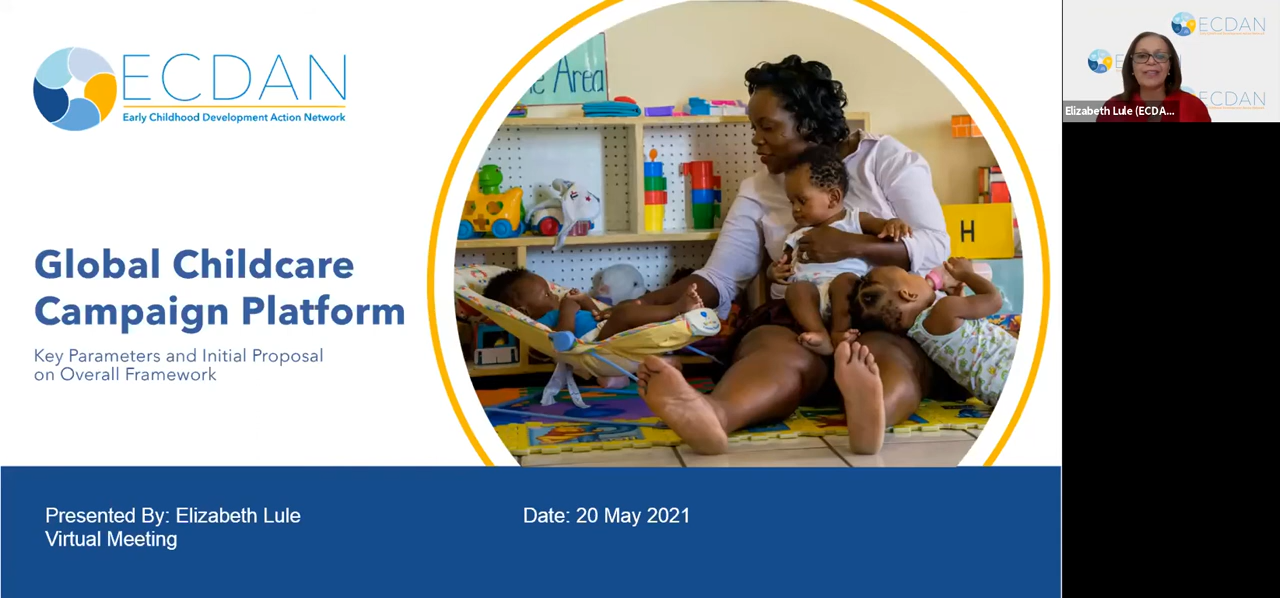 ECDAN
Early Childhood Development Action Network
Area
H
Global Childcare
Campaign Platform
Key Parameters and Initial Proposal
on Overall Framework
Presented By: Elizabeth Lule
Virtual Meeting
Date: 20 May 2021
ECDAN
ECDAN
Elizabeth Lule (ECDA...